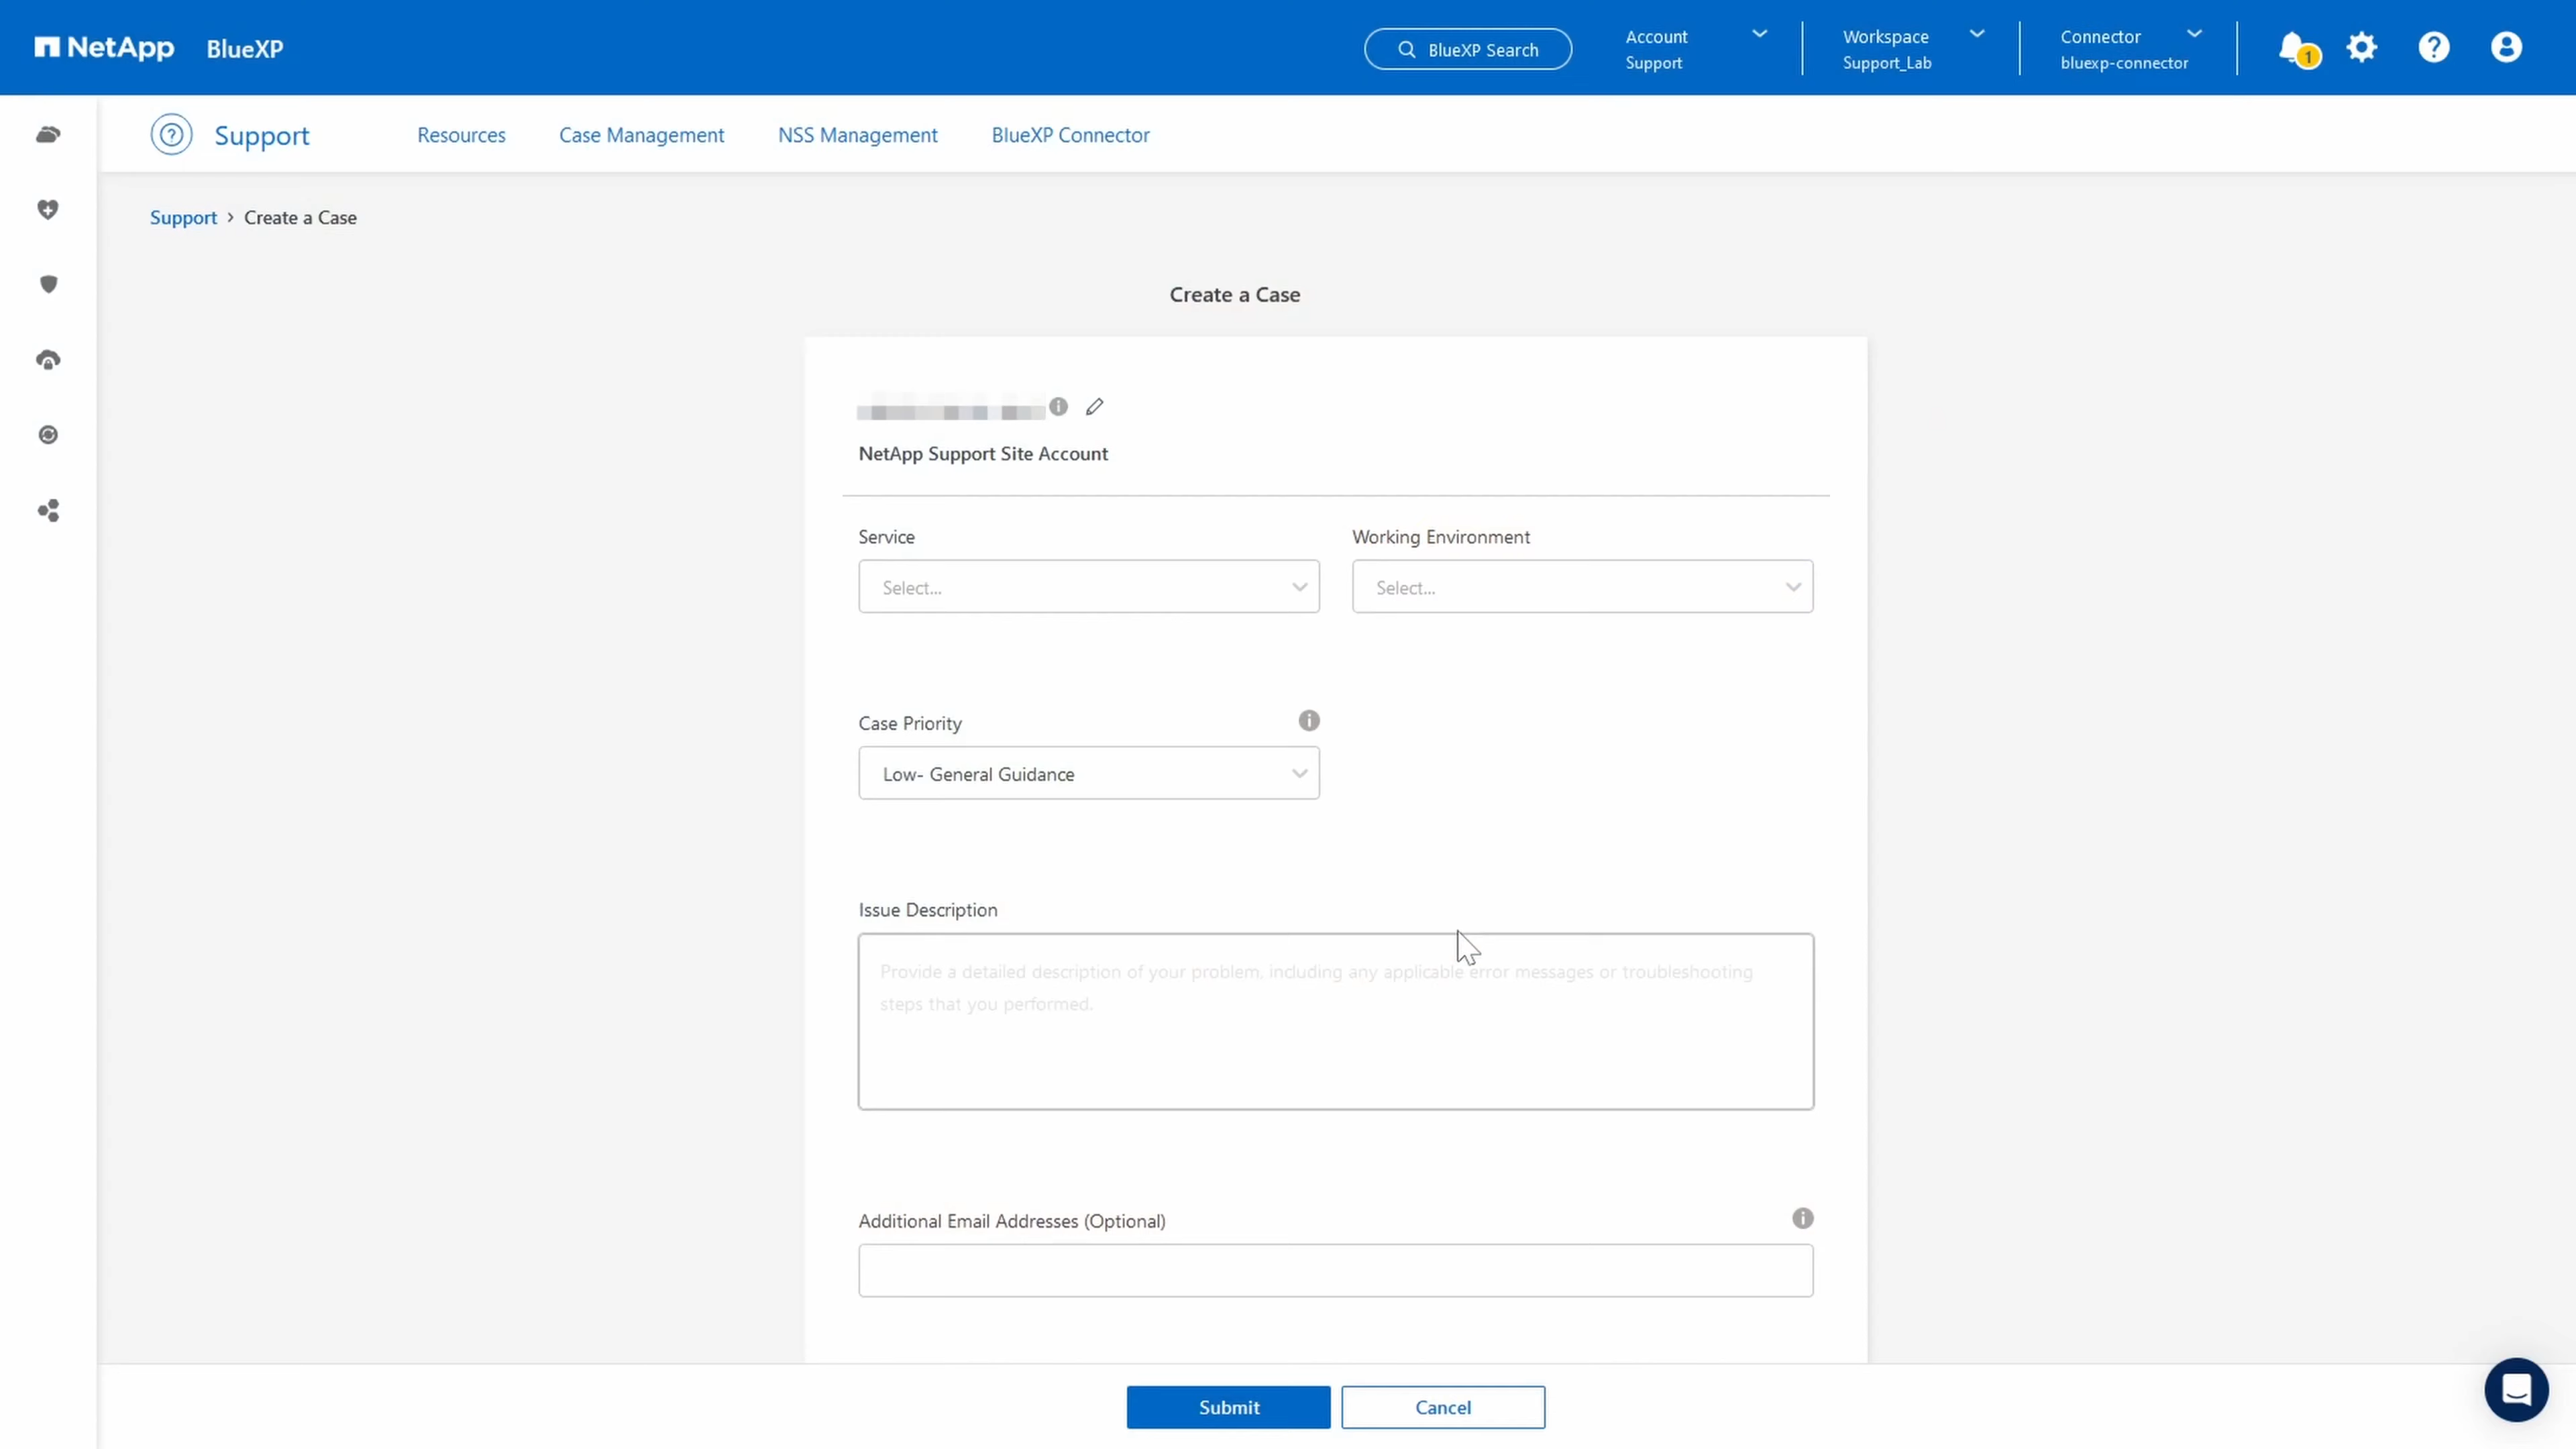 NetApp BlueXP
BlueXP Search
Account
Support
Workspace
Support_Lab
Connector
bluexp-connector
1
Support
Resources
Case Management
NSS Management
BlueXP Connector
Support > Create a Case
Create a Case
NetApp Support Site Account
Service
Select...
Working Environment
Select...
Case Priority
Low- General Guidance
Issue Description
Provide a detailed description of your problem, including any applicable error messages or troubleshooting
steps that you performed.
Additional Email Addresses (Optional)
Submit
Cancel